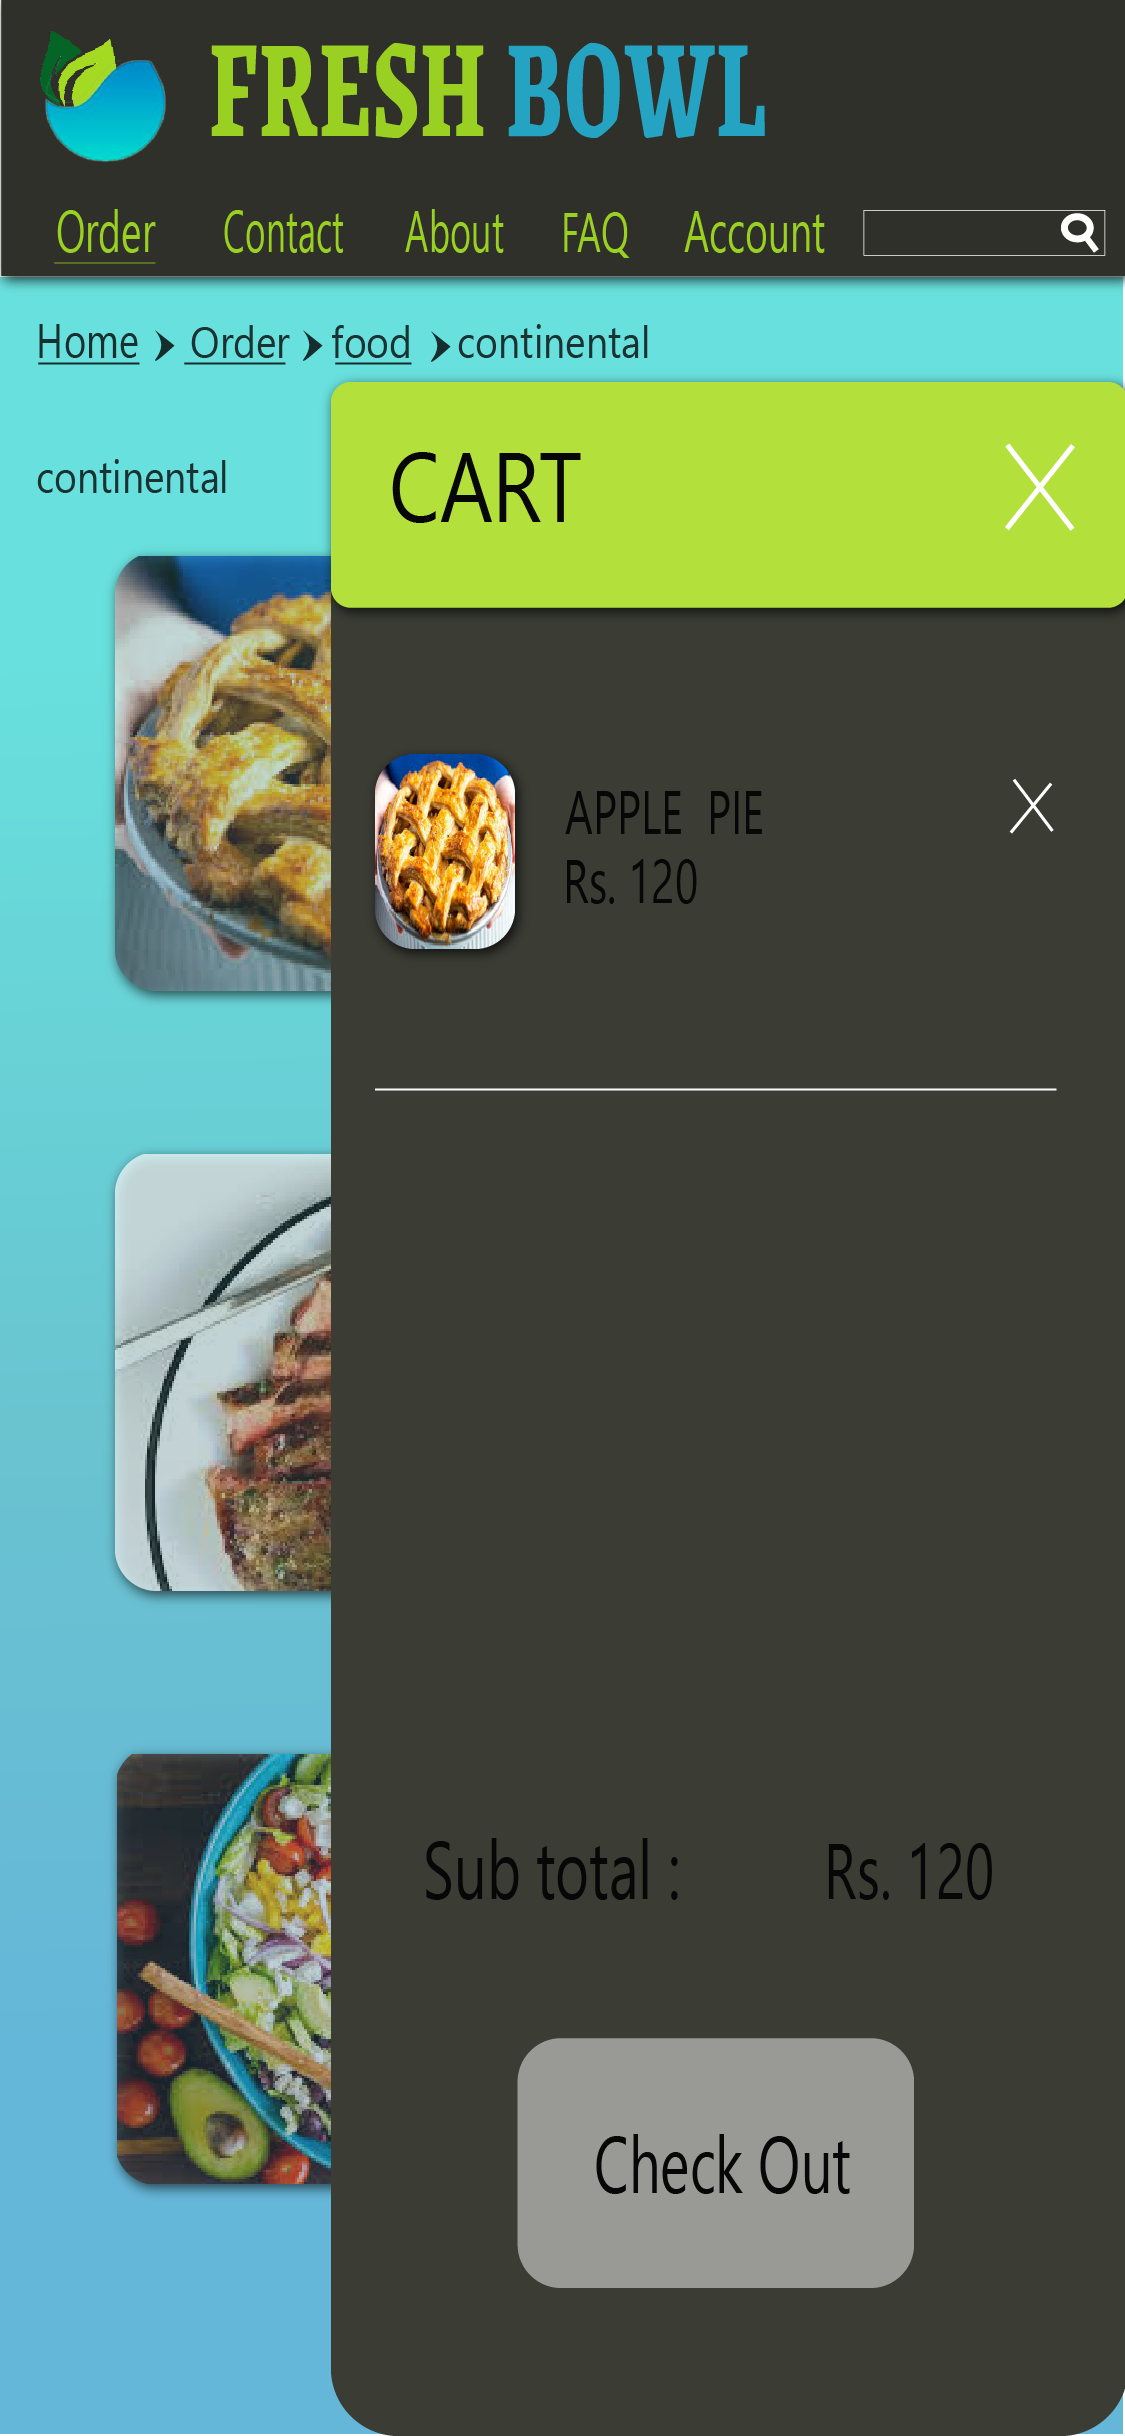 FRESH BOWL
Order Contact About FAQ Account
Home Order food continental
CART
continental
APPLE PIE
Rs. 120
Sub total : Rs. 120
Check Out